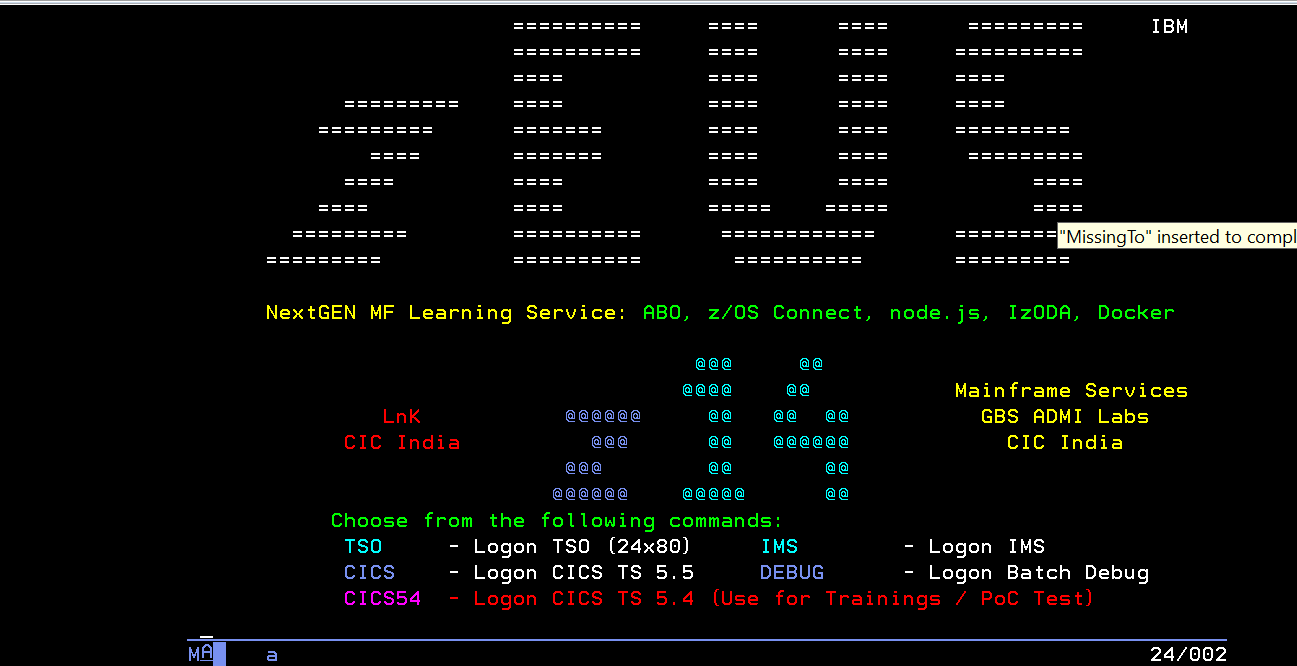 IBM
zEUS
"MissingTo" inserted to compl
NextGEN MF Learning Service: ABO, z/OS Connect, node.js, IzODA, Docker
z14
LnK
CIC India
Mainframe Services
GBS ADMI Labs
CIC India
Choose from the following commands:
TSO - Logon TSO (24x80) IMS - Logon IMS
CICS - Logon CICS TS 5.5 DEBUG - Logon Batch Debug
CICS54 - Logon CICS TS 5.4 (Use for Trainings / PoC Test)
MA a 24/002